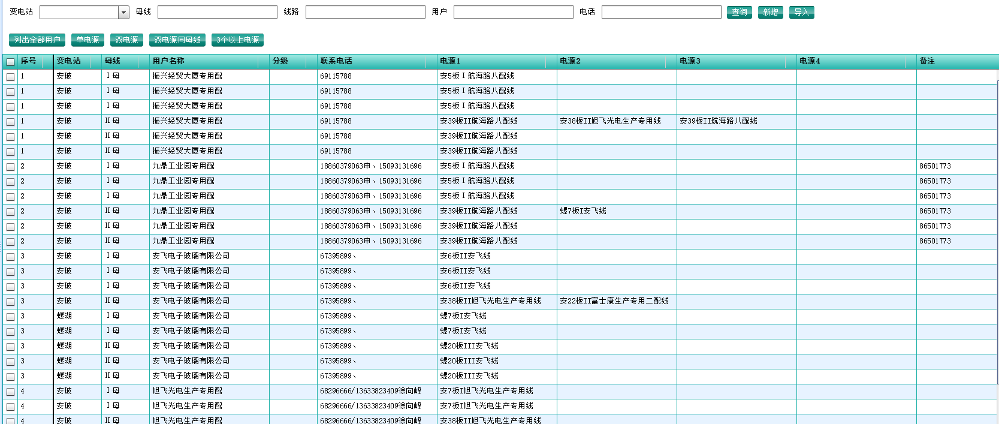 变电站 母线 线路 用户 电话 查询 新增 导入
列出全部用户 单电源 双电源 双电源同母线 3个以上电源
序号 变电站 母线 用户名称 分级 联系电话 电源1 电源2 电源3 电源4 备注
1 安玻 I 母 振兴经贸大厦专用配 69115788 安5板 I 航海路八配线
1 安玻 I 母 振兴经贸大厦专用配 69115788 安5板 I 航海路八配线
1 安玻 I 母 振兴经贸大厦专用配 69115788 安5板 I 航海路八配线
1 安玻 II 母 振兴经贸大厦专用配 69115788 安39板II航海路八配线 安38板II旭飞光电生产专用线 安39板II航海路八配线
1 安玻 II 母 振兴经贸大厦专用配 69115788 安39板II航海路八配线
1 安玻 II 母 振兴经贸大厦专用配 69115788 安39板II航海路八配线
2 安玻 I 母 九鼎工业园专用配 18860379063申、15093131696 安5板 I 航海路八配线 86501773
2 安玻 I 母 九鼎工业园专用配 18860379063申、15093131696 安5板 I 航海路八配线 86501773
2 安玻 I 母 九鼎工业园专用配 18860379063申、15093131696 安5板 I 航海路八配线 86501773
2 安玻 II 母 九鼎工业园专用配 18860379063申、15093131696 安39板II航海路八配线 螺7板I安飞线 86501773
2 安玻 II 母 九鼎工业园专用配 18860379063申、15093131696 安39板II航海路八配线 86501773
2 安玻 II 母 九鼎工业园专用配 18860379063申、15093131696 安39板II航海路八配线 86501773
3 安玻 I 母 安飞电子玻璃有限公司 67395899、 安6板II安飞线
3 安玻 I 母 安飞电子玻璃有限公司 67395899、 安6板II安飞线
3 安玻 I 母 安飞电子玻璃有限公司 67395899、 安6板II安飞线
3 安玻 II 母 安飞电子玻璃有限公司 67395899、 安38板II旭飞光电生产专用线 安22板II富士康生产专用二配线
3 螺湖 I 母 安飞电子玻璃有限公司 67395899、 螺7板I安飞线
3 螺湖 I 母 安飞电子玻璃有限公司 67395899、 螺7板I安飞线
3 螺湖 II 母 安飞电子玻璃有限公司 67395899、 螺20板III安飞线
3 螺湖 II 母 安飞电子玻璃有限公司 67395899、 螺20板III安飞线
3 螺湖 II 母 安飞电子玻璃有限公司 67395899、 螺20板III安飞线
4 安玻 I 母 旭飞光电生产专用配 68296666/13633823409徐向峰 安7板I旭飞光电生产专用线
4 安玻 I 母 旭飞光电生产专用配 68296666/13633823409徐向峰 安7板I旭飞光电生产专用线
4 安玻 II 母 旭飞光电生产专用配 68296666/13633823409徐向峰 安38板II旭飞光电生产专用线